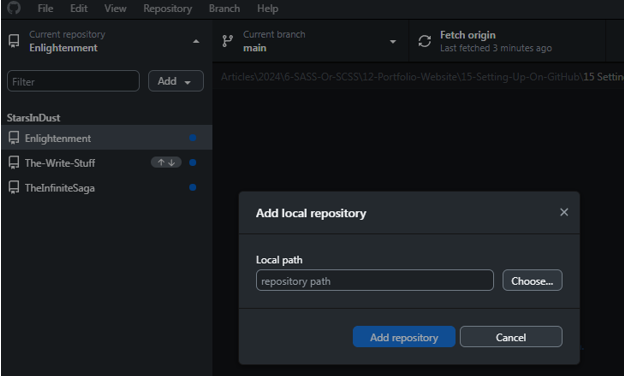 File Edit View Repository Branch Help
Current repository
Enlightenment
Current branch
main
Fetch origin
Last fetched 3 minutes ago
Filter
Add
Articles\2024\6-SASS-Or-SCSS\12-Portfolio-Website\15-Setting-Up-On-GitHub\15 Settin
StarsInDust
Enlightenment
The-Write-Stuff
TheInfiniteSaga
Add local repository
Local path
repository path
Choose...
Add repository
Cancel